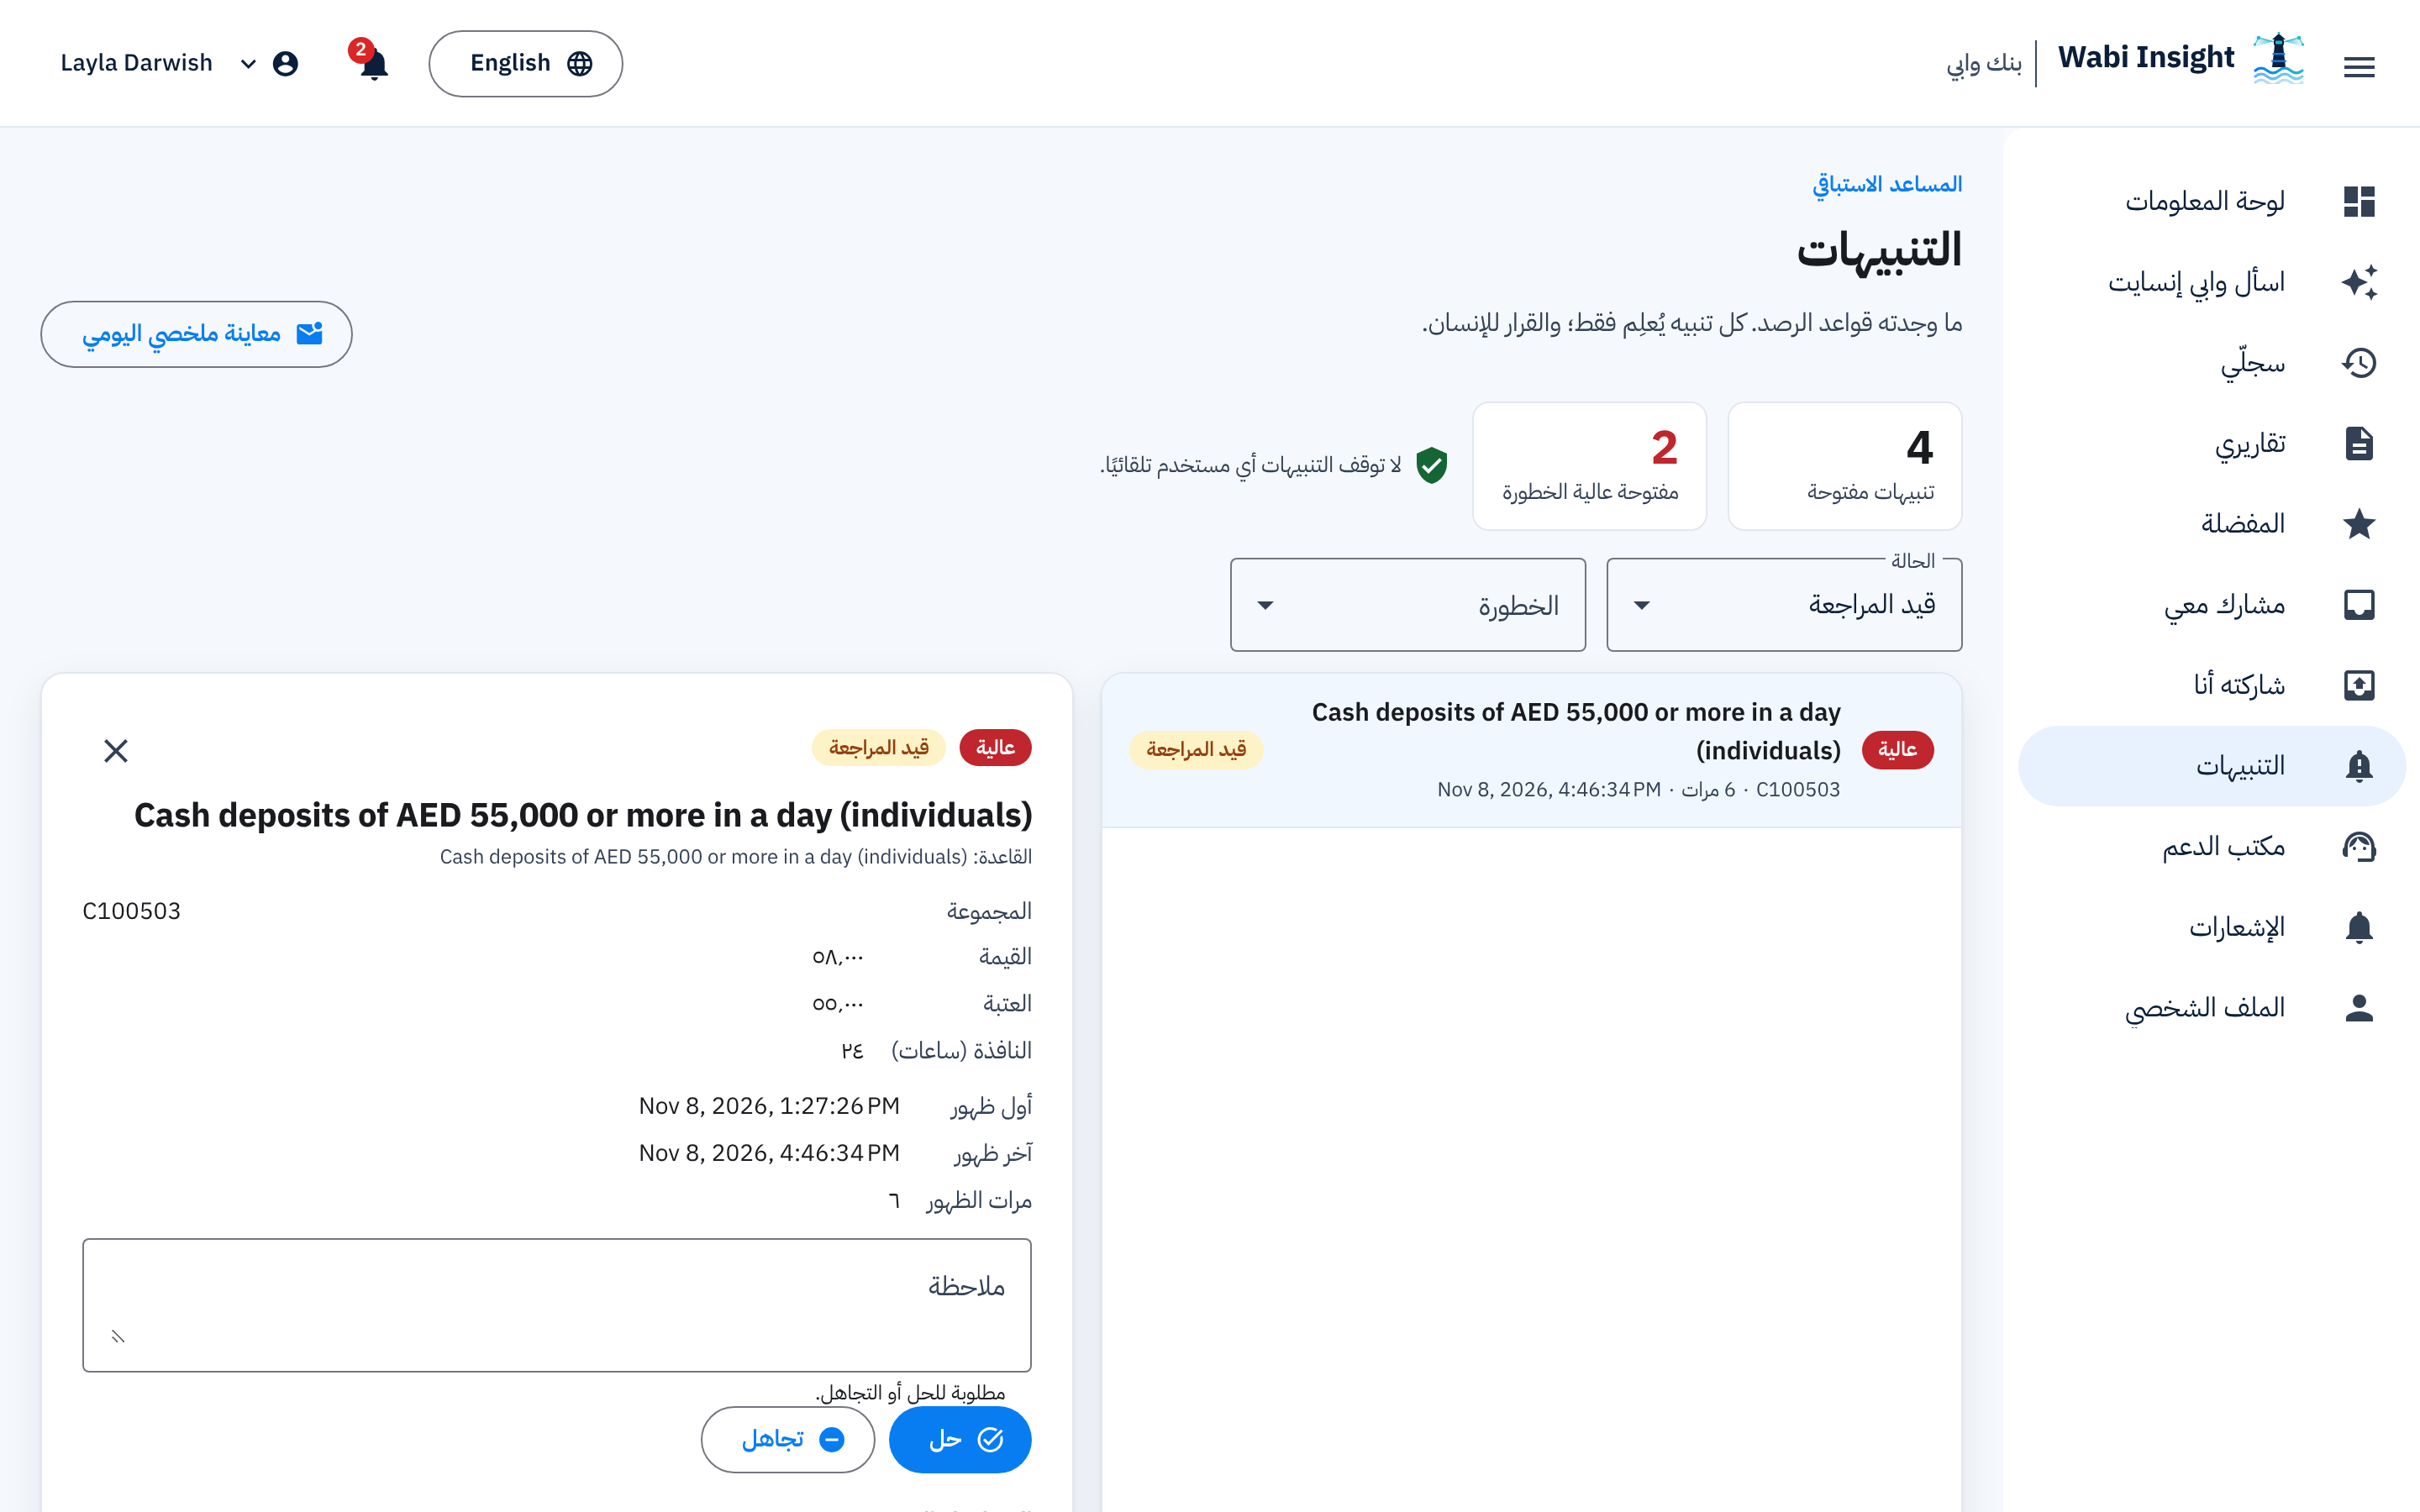 Wabi Insight
بنك وابي
English
2
Layla Darwish
لوحة المعلومات
اسأل وابي إنسايت
سجلّي
تقاريري
المفضلة
مشارك معي
شاركته أنا
التنبيهات
مكتب الدعم
الإشعارات
الملف الشخصي
المساعد الاستباقي
التنبيهات
ما وجدته قواعد الرصد. كل تنبيه يُعلِم فقط؛ والقرار للإنسان.
معاينة ملخصي اليومي
4
تنبيهات مفتوحة
2
مفتوحة عالية الخطورة
لا توقف التنبيهات أي مستخدم تلقائيًا.
الحالة
قيد المراجعة
الخطورة
عالية
Cash deposits of AED 55,000 or more in a day
(individuals)
C100503 · 6 مرات · Nov 8, 2026, 4:46:34 PM
قيد المراجعة
عالية
قيد المراجعة
Cash deposits of AED 55,000 or more in a day (individuals)
القاعدة: Cash deposits of AED 55,000 or more in a day (individuals)
المجموعة C100503
القيمة ٥٨٬٠٠٠
العتبة ٥٥٬٠٠٠
النافذة (ساعات) ٢٤
أول ظهور Nov 8, 2026, 1:27:26 PM
آخر ظهور Nov 8, 2026, 4:46:34 PM
مرات الظهور ٦
ملاحظة
مطلوبة للحل أو التجاهل.
حل
تجاهل